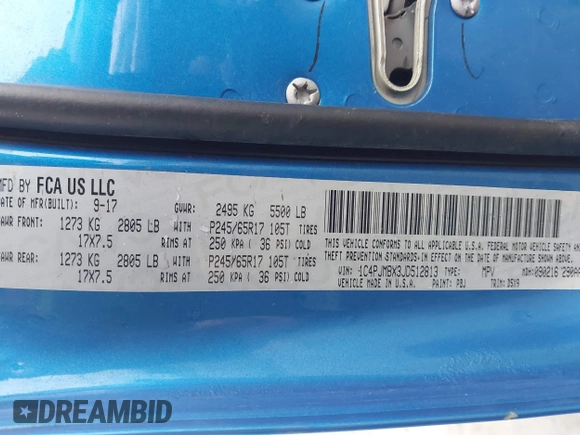 MFD BY FCA US LLC
DATE OF MFR(BUILT): 9-17 GVWR: 2495 KG 5500 LB
GAWR FRONT: 1273 KG 2805 LB WITH P245/65R17 105T TIRES
17X7.5 RIMS AT 250 KPA ( 36 PSI) COLD
GAWR REAR: 1273 KG 2805 LB WITH P245/65R17 105T TIRES
17X7.5 RIMS AT 250 KPA ( 36 PSI) COLD
THIS VEHICLE CONFORMS TO ALL APPLICABLE U.S.A. FEDERAL MOTOR VEHICLE SAFETY
THEFT PREVENTION STANDARDS IN EFFECT ON THE DATE OF MANUFACTURE SHOWN ABOVE.
VIN: 1C4PJMBX3JD512813 TYPE: MPV MDH: 090216 290AA
VEHICLE MADE IN U.S.A. PAINT: PBJ TRIM: DSX9
DREAMBID